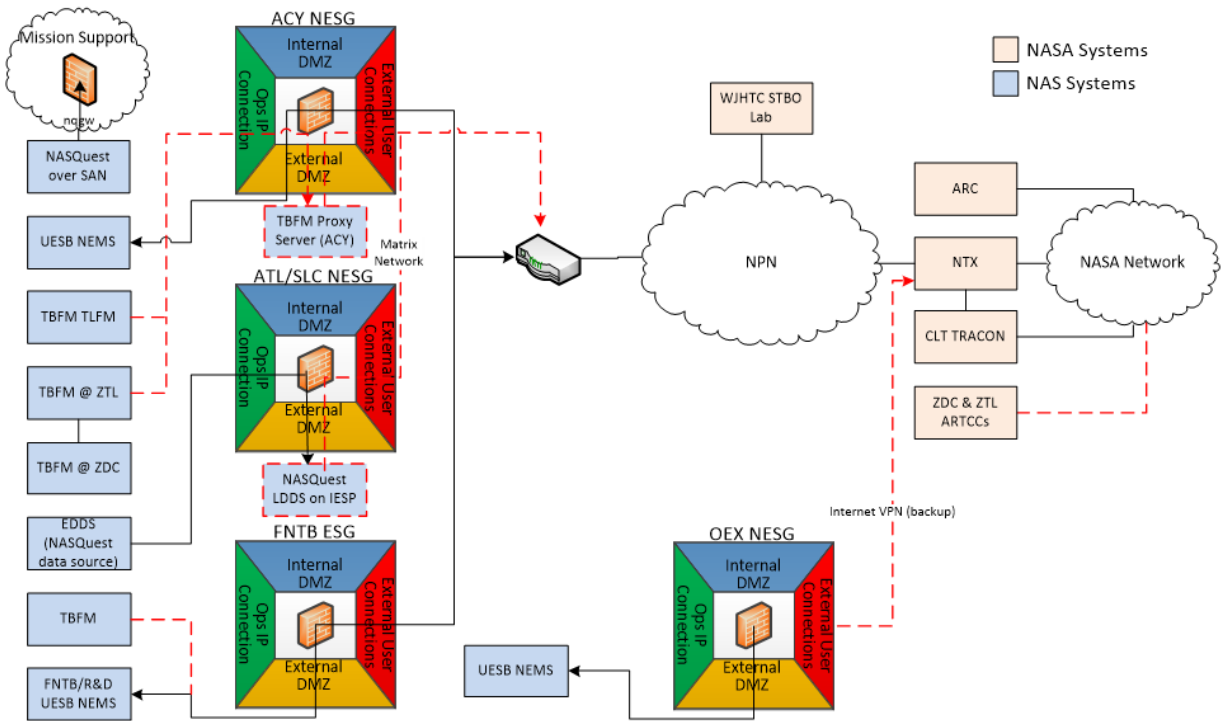 Mission Support
nqgw
NASQuest
over SAN
UESB NEMS
TBFM TLFM
TBFM @ ZTL
TBFM @ ZDC
EDDS
(NASQuest
data source)
TBFM
FNTB/R&D
UESB NEMS
ACY NESG
Internal
DMZ
Ops IP
Connection
External User
Connections
External
DMZ
TBFM Proxy
Server (ACY)
Matrix
Network
ATL/SLC NESG
Internal
DMZ
Ops IP
Connection
External User
Connections
External
DMZ
NASQuest
LDDS on IESP
FNTB ESG
Internal
DMZ
Ops IP
Connection
External User
Connections
External
DMZ
UESB NEMS
OEX NESG
Internal
DMZ
Ops IP
Connection
External User
Connections
External
DMZ
Internet VPN (backup)
WJHTC STBO
Lab
NPN
NASA Systems
NAS Systems
ARC
NTX
CLT TRACON
ZDC & ZTL
ARTCCs
NASA Network